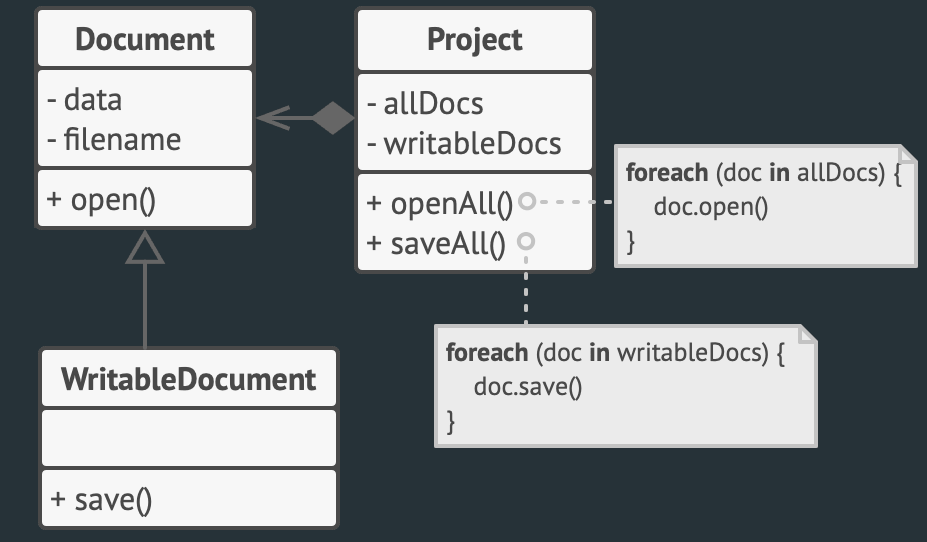 Document
- data
- filename
+ open()
Project
- allDocs
- writableDocs
+ openAll()
+ saveAll()
foreach (doc in allDocs) {
doc.open()
}
foreach (doc in writableDocs) {
doc.save()
}
WritableDocument
+ save()